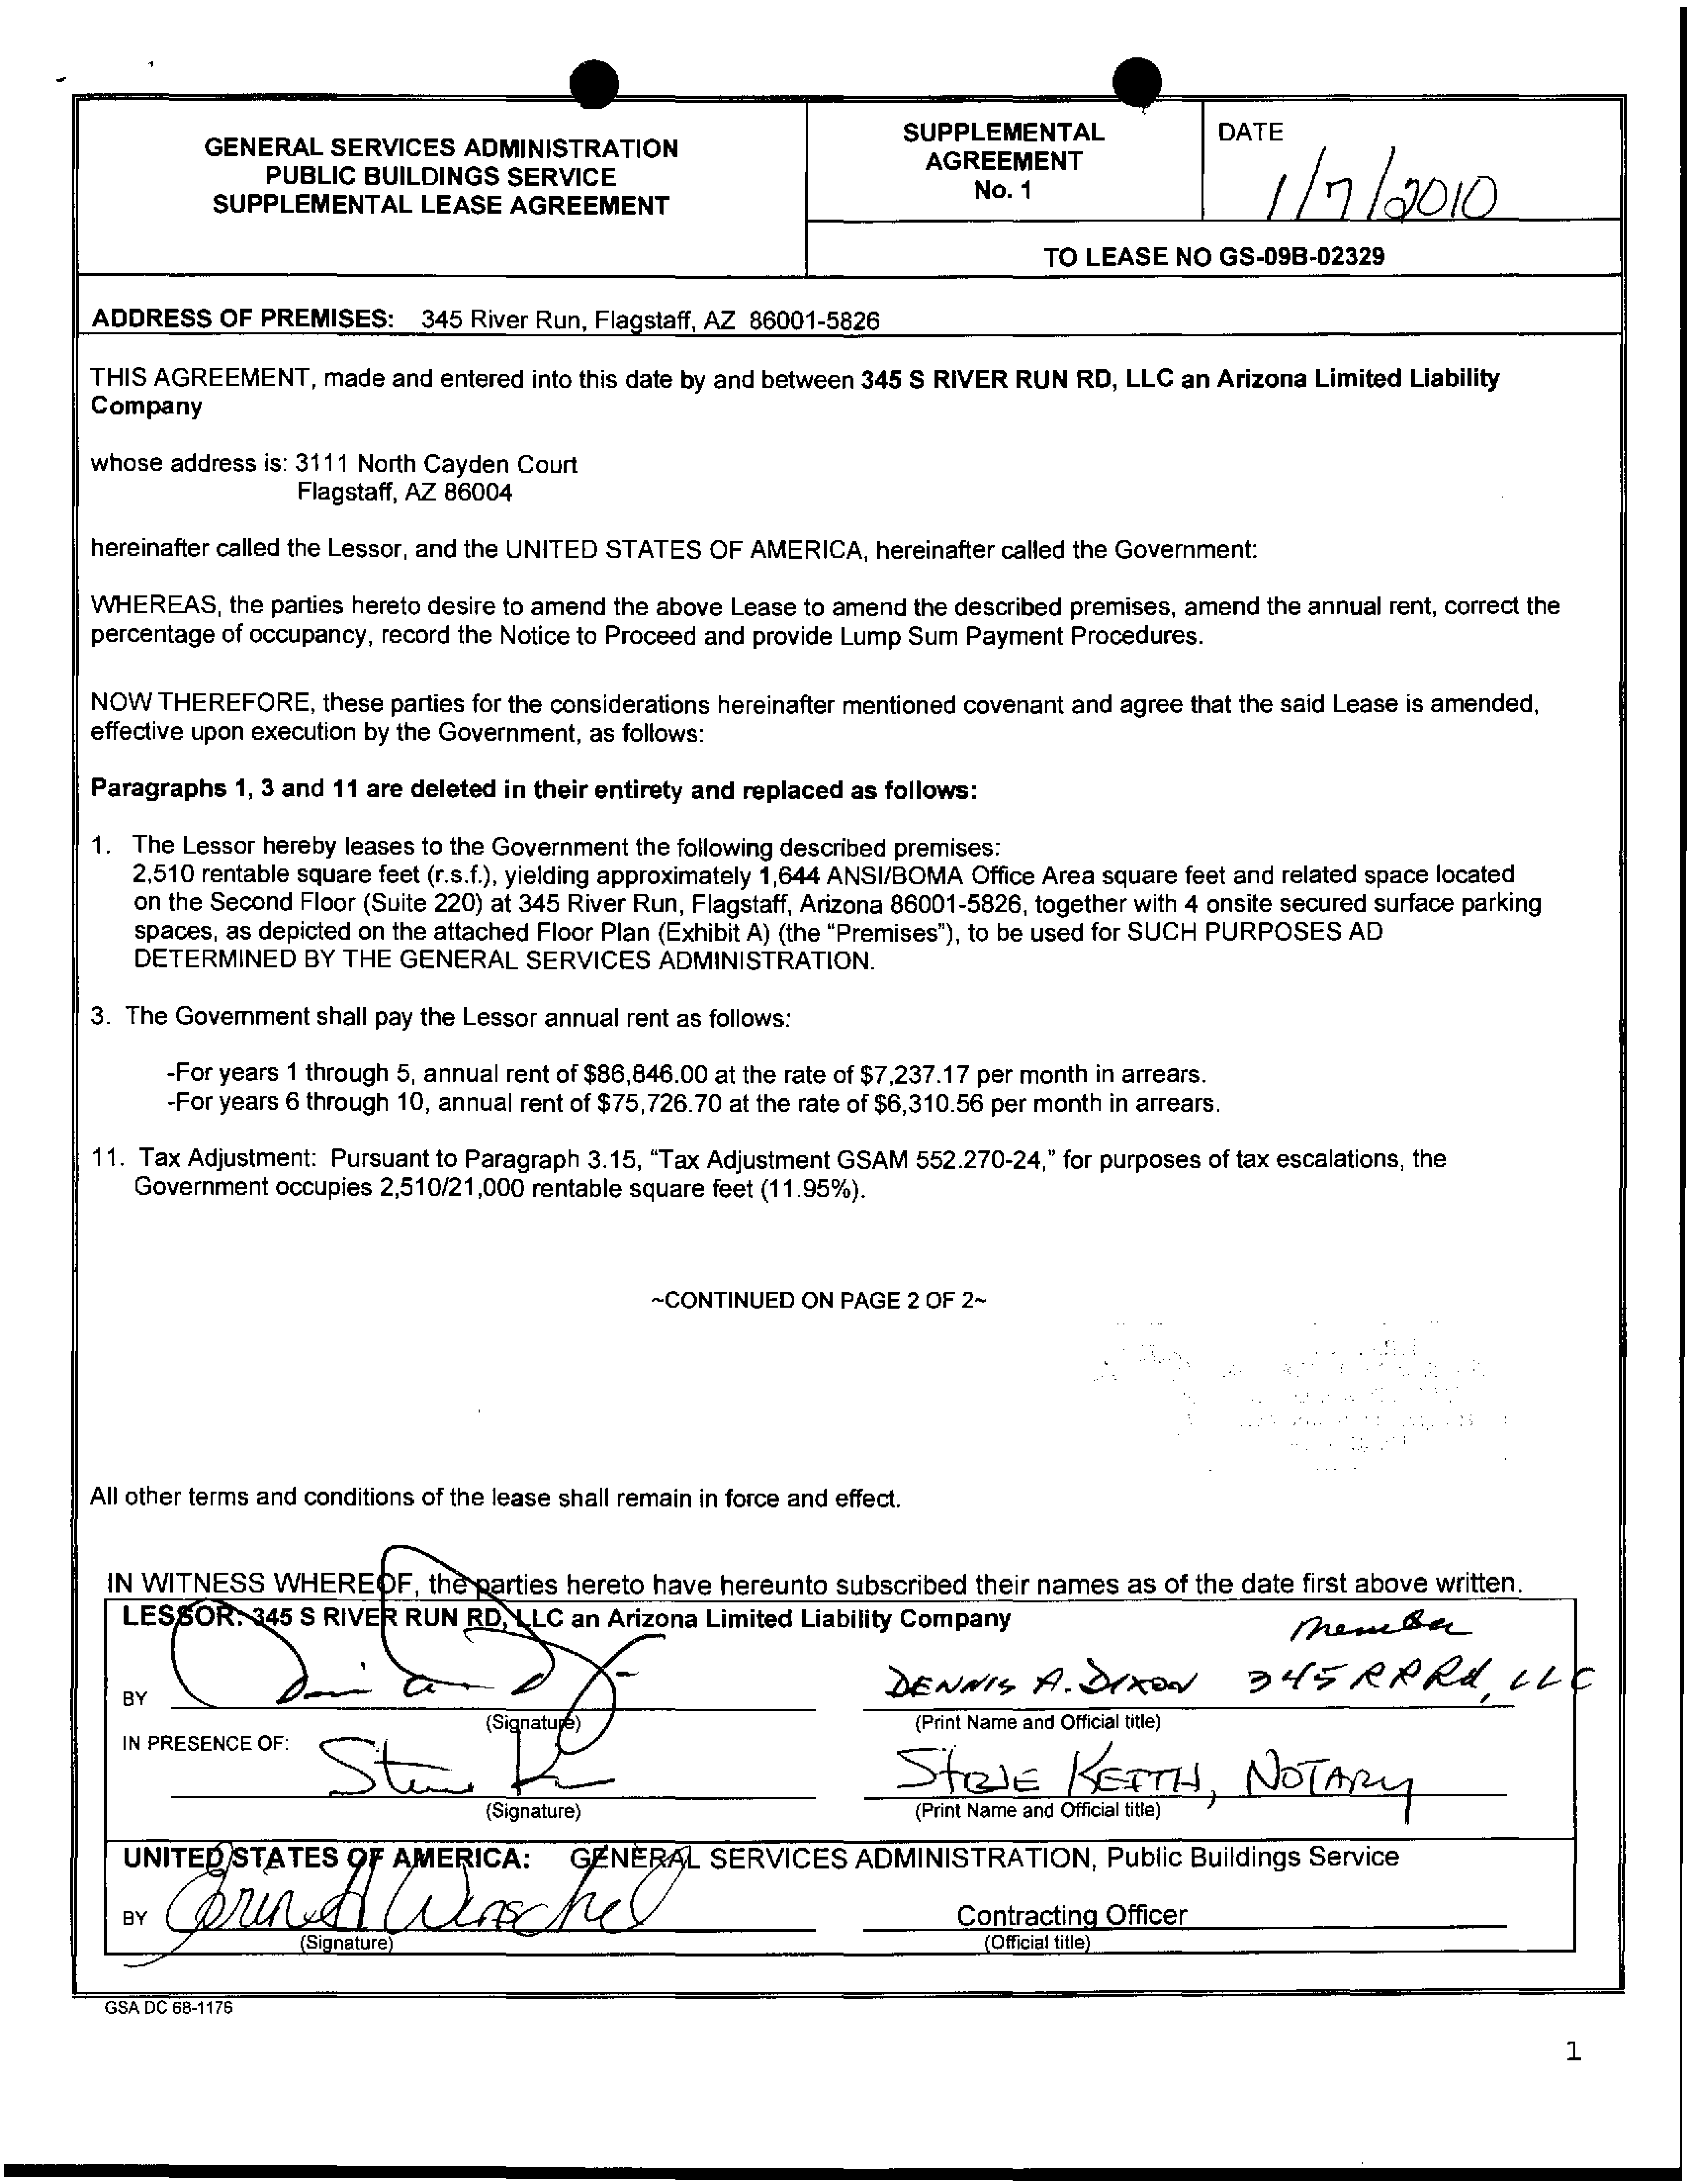 GENERAL SERVICES ADMINISTRATION
PUBLIC BUILDINGS SERVICE
SUPPLEMENTAL LEASE AGREEMENT
SUPPLEMENTAL
AGREEMENT
No. 1
DATE
1/7/2010
TO LEASE NO GS-09B-02329
ADDRESS OF PREMISES: 345 River Run, Flagstaff, AZ 86001-5826
THIS AGREEMENT, made and entered into this date by and between 345 S RIVER RUN RD, LLC an Arizona Limited Liability
Company
whose address is: 3111 North Cayden Court
Flagstaff, AZ 86004
hereinafter called the Lessor, and the UNITED STATES OF AMERICA, hereinafter called the Government:
WHEREAS, the parties hereto desire to amend the above Lease to amend the described premises, amend the annual rent, correct the
percentage of occupancy, record the Notice to Proceed and provide Lump Sum Payment Procedures.
NOW THEREFORE, these parties for the considerations hereinafter mentioned covenant and agree that the said Lease is amended,
effective upon execution by the Government, as follows:
Paragraphs 1, 3 and 11 are deleted in their entirety and replaced as follows:
1. The Lessor hereby leases to the Government the following described premises:
2,510 rentable square feet (r.s.f.), yielding approximately 1,644 ANSI/BOMA Office Area square feet and related space located
on the Second Floor (Suite 220) at 345 River Run, Flagstaff, Arizona 86001-5826, together with 4 onsite secured surface parking
spaces, as depicted on the attached Floor Plan (Exhibit A) (the "Premises"), to be used for SUCH PURPOSES AD
DETERMINED BY THE GENERAL SERVICES ADMINISTRATION.
3. The Government shall pay the Lessor annual rent as follows:
-For years 1 through 5, annual rent of $86,846.00 at the rate of $7,237.17 per month in arrears.
-For years 6 through 10, annual rent of $75,726.70 at the rate of $6,310.56 per month in arrears.
11. Tax Adjustment: Pursuant to Paragraph 3.15, "Tax Adjustment GSAM 552.270-24," for purposes of tax escalations, the
Government occupies 2,510/21,000 rentable square feet (11.95%).
~CONTINUED ON PAGE 2 OF 2~
All other terms and conditions of the lease shall remain in force and effect.
IN WITNESS WHEREOF, the parties hereto have hereunto subscribed their names as of the date first above written.
LESSOR: 345 S RIVER RUN RD, LLC an Arizona Limited Liability Company
Member
BY
DENNIS A. DIXON 345 RRRd, LLC
(Signature)
(Print Name and Official title)
IN PRESENCE OF:
STEVE KEITH, NOTARY
(Signature)
(Print Name and Official title)
UNITED STATES OF AMERICA: GENERAL SERVICES ADMINISTRATION, Public Buildings Service
BY
Contracting Officer
(Signature)
(Official title)
GSA DC 68-1176
1